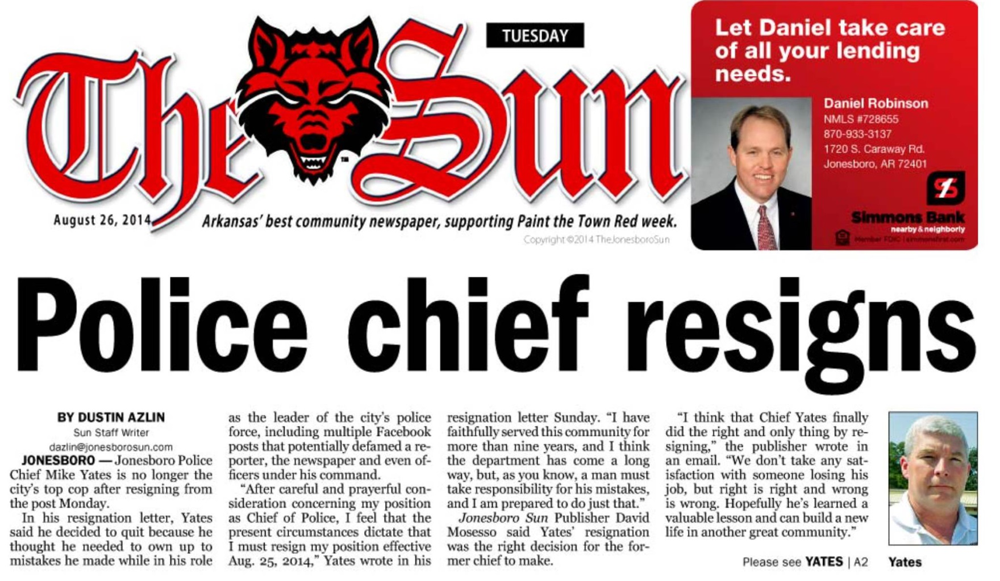 The Sun
TUESDAY
™
August 26, 2014
Arkansas' best community newspaper, supporting Paint the Town Red week.
Copyright ©2014 TheJonesboroSun
Let Daniel take care
of all your lending
needs.
Daniel Robinson
NMLS #728655
870-933-3137
1720 S. Caraway Rd.
Jonesboro, AR 72401
Simmons Bank
nearby & neighborly
Member FDIC | simmonsfirst.com
Police chief resigns
BY DUSTIN AZLIN
Sun Staff Writer
dazlin@jonesborosun.com
JONESBORO — Jonesboro Police
Chief Mike Yates is no longer the
city's top cop after resigning from
the post Monday.
In his resignation letter, Yates
said he decided to quit because he
thought he needed to own up to
mistakes he made while in his role
as the leader of the city's police
force, including multiple Facebook
posts that potentially defamed a re-
porter, the newspaper and even of-
ficers under his command.
“After careful and prayerful con-
sideration concerning my position
as Chief of Police, I feel that the
present circumstances dictate that
I must resign my position effective
Aug. 25, 2014,” Yates wrote in his
resignation letter Sunday. “I have
faithfully served this community for
more than nine years, and I think
the department has come a long
way, but, as you know, a man must
take responsibility for his mistakes,
and I am prepared to do just that.”
Jonesboro Sun Publisher David
Mosesso said Yates' resignation
was the right decision for the for-
mer chief to make.
“I think that Chief Yates finally
did the right and only thing by re-
signing,” the publisher wrote in
an email. “We don't take any sat-
isfaction with someone losing his
job, but right is right and wrong
is wrong. Hopefully he's learned a
valuable lesson and can build a new
life in another great community.”
Please see YATES | A2
Yates